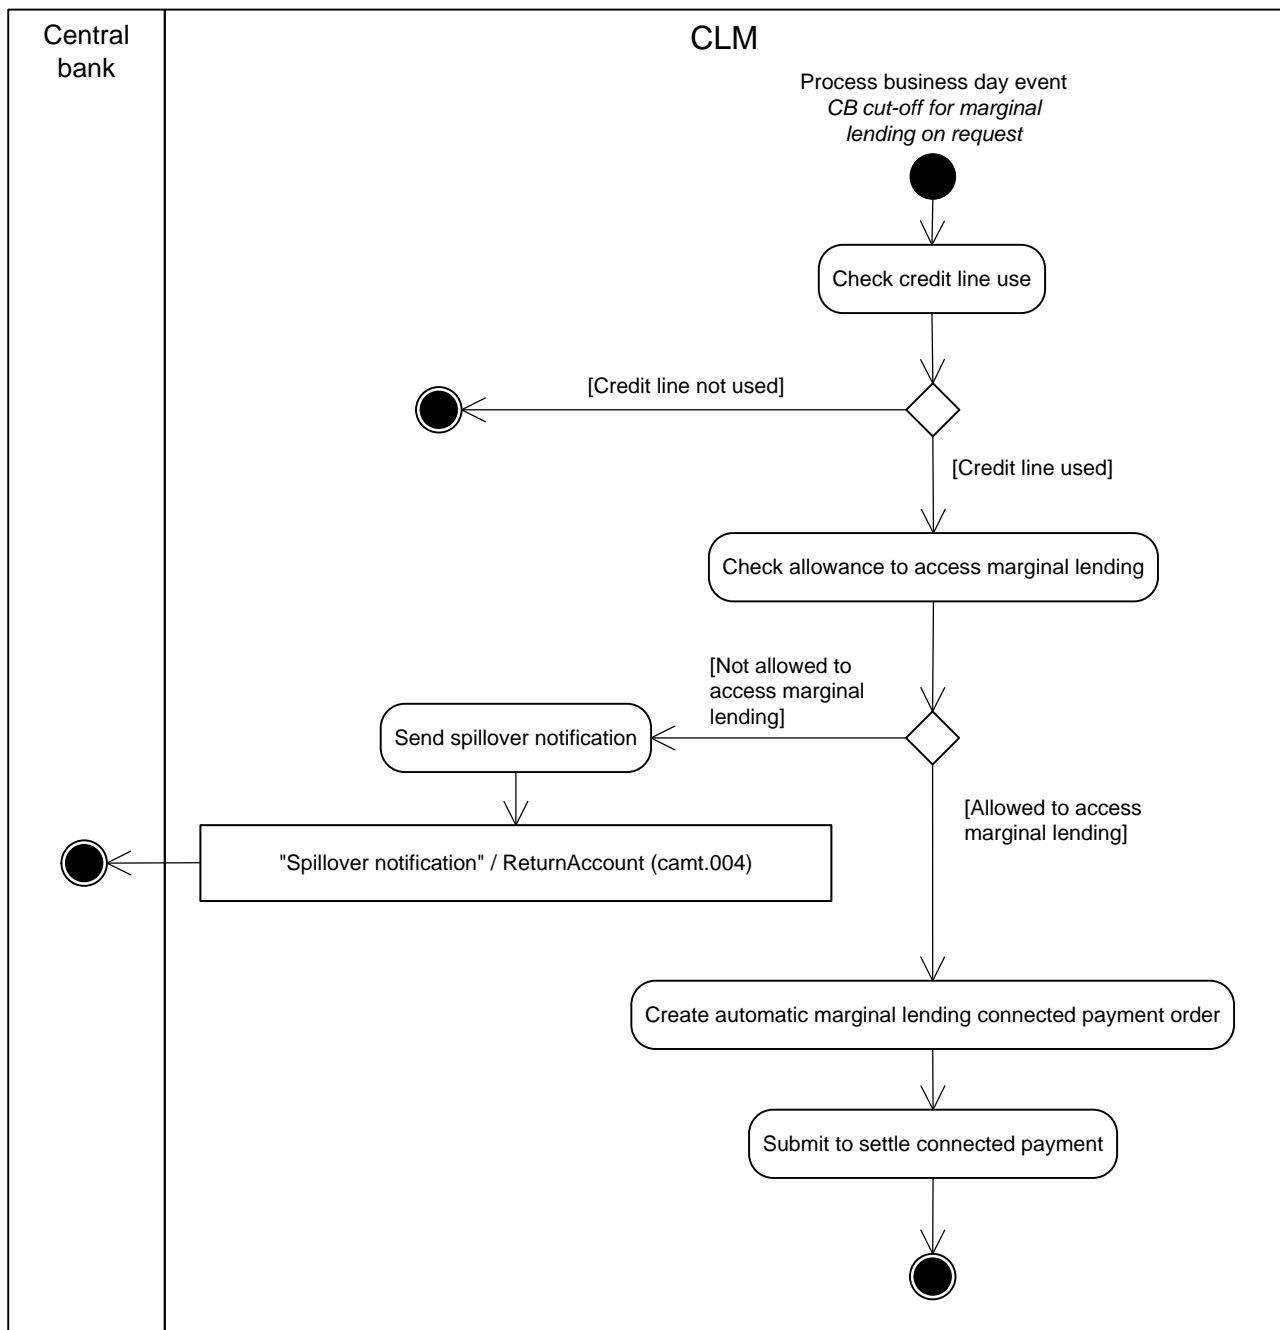 Central
bank
CLM
Process business day event
CB cut-off for marginal
lending on request
Check credit line use
[Credit line not used]
[Credit line used]
Check allowance to access marginal lending
[Not allowed to
access marginal
lending]
Send spillover notification
[Allowed to access
marginal lending]
"Spillover notification" / ReturnAccount (camt.004)
Create automatic marginal lending connected payment order
Submit to settle connected payment